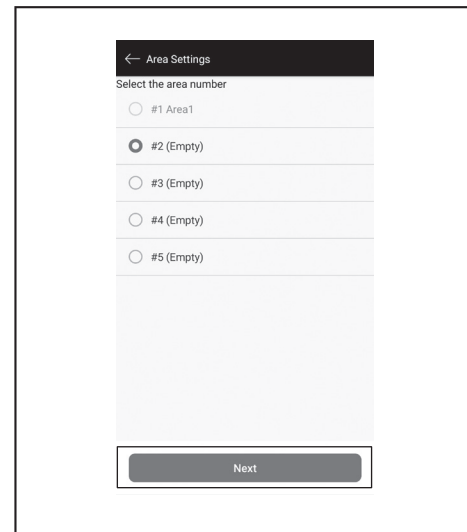 ← Area Settings
Select the area number
#1 Area1
#2 (Empty)
#3 (Empty)
#4 (Empty)
#5 (Empty)
Next